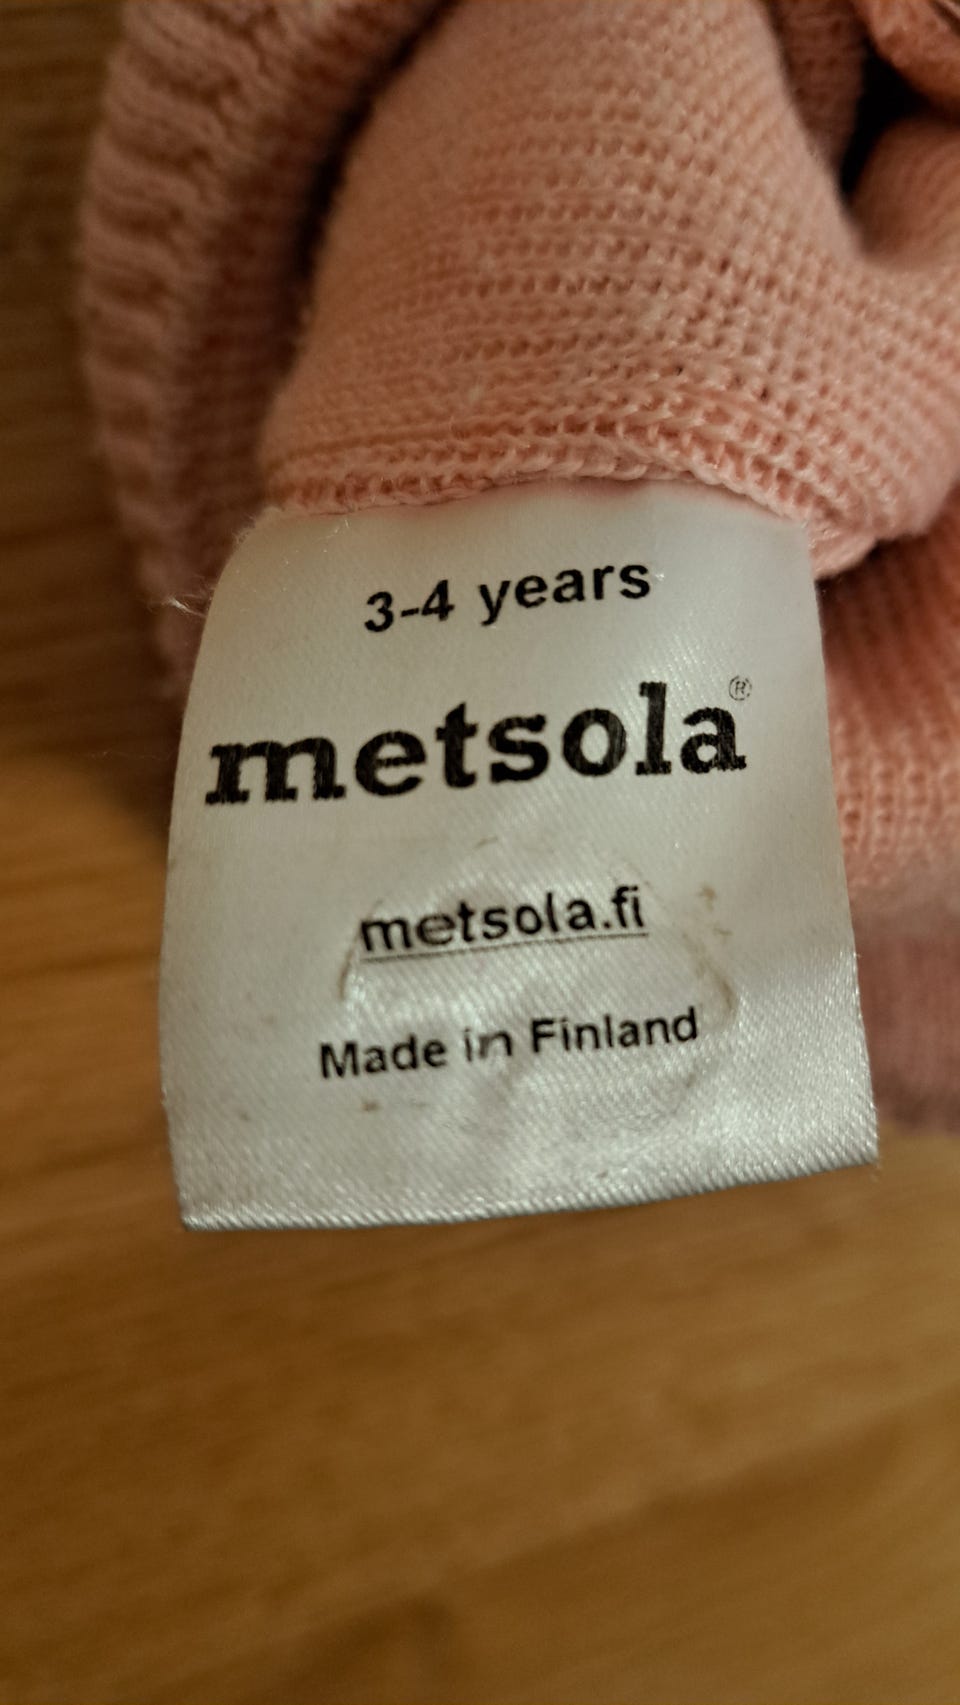 3-4 years
metsola®
metsola.fi
Made in Finland